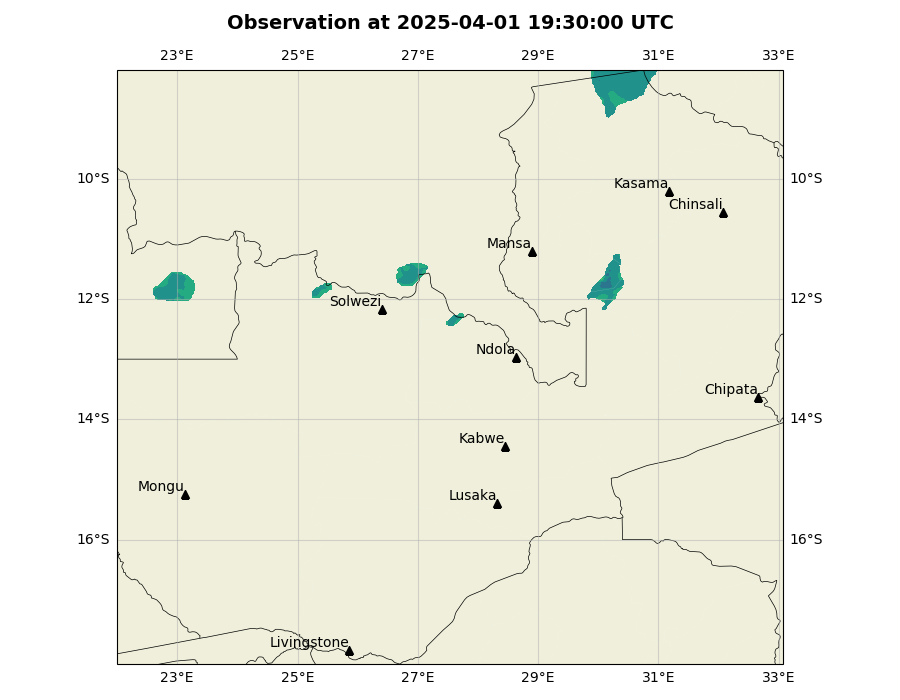 Observation at 2025-04-01 19:30:00 UTC
23°E 25°E 27°E 29°E 31°E 33°E
10°S 10°S
Kasama
Chinsali
Mansa
12°S 12°S
Solwezi
Ndola
Chipata
14°S 14°S
Kabwe
Mongu
Lusaka
16°S 16°S
Livingstone
23°E 25°E 27°E 29°E 31°E 33°E